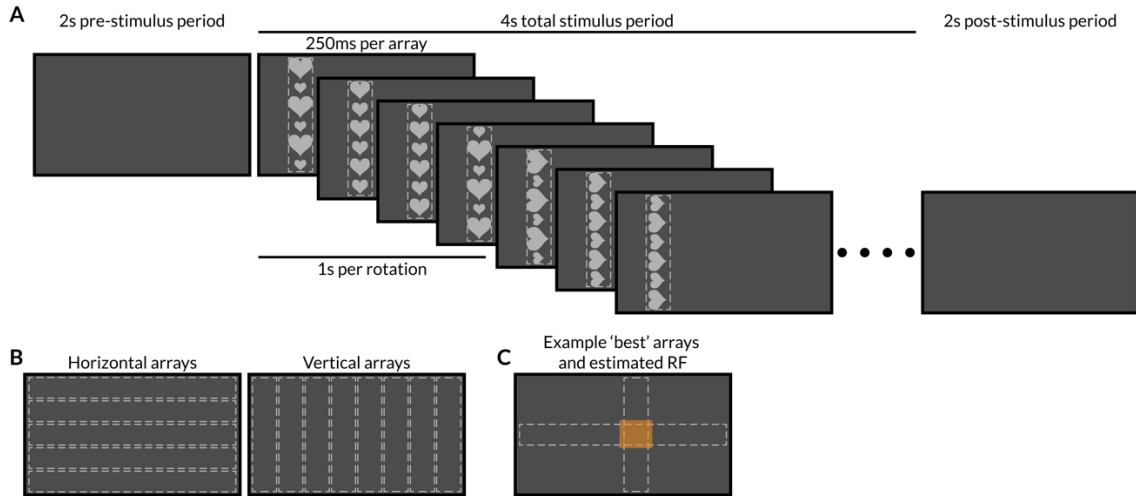 A
2s pre-stimulus period
4s total stimulus period
2s post-stimulus period
250ms per array
1s per rotation
B
Horizontal arrays
Vertical arrays
C
Example ‘best’ arrays
and estimated RF